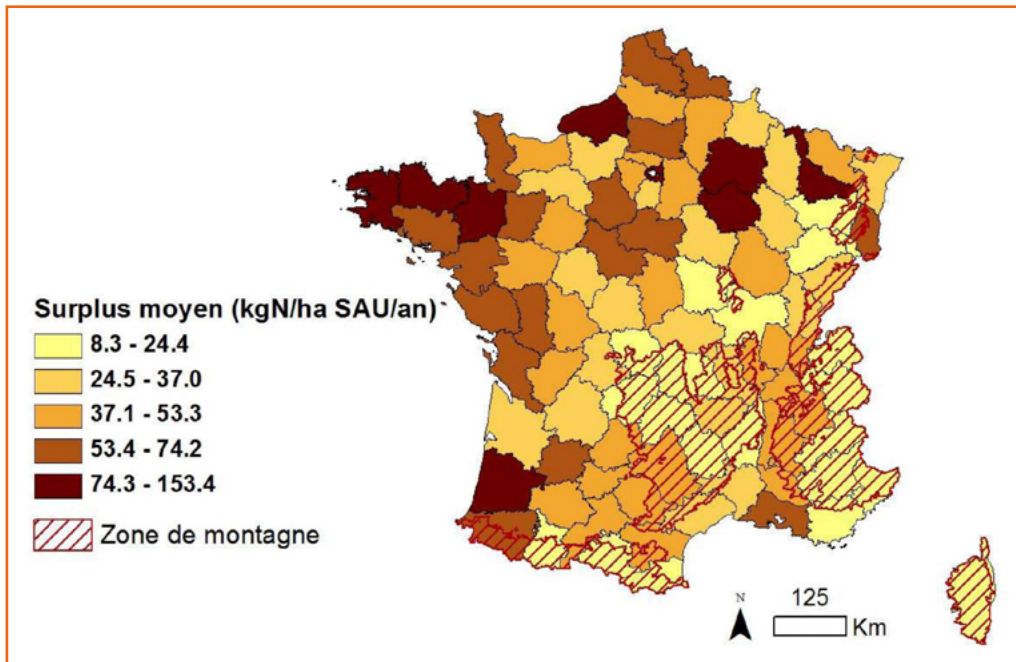 Surplus moyen (kgN/ha SAU/an)
8.3 - 24.4
24.5 - 37.0
37.1 - 53.3
53.4 - 74.2
74.3 - 153.4
Zone de montagne
N
125
Km